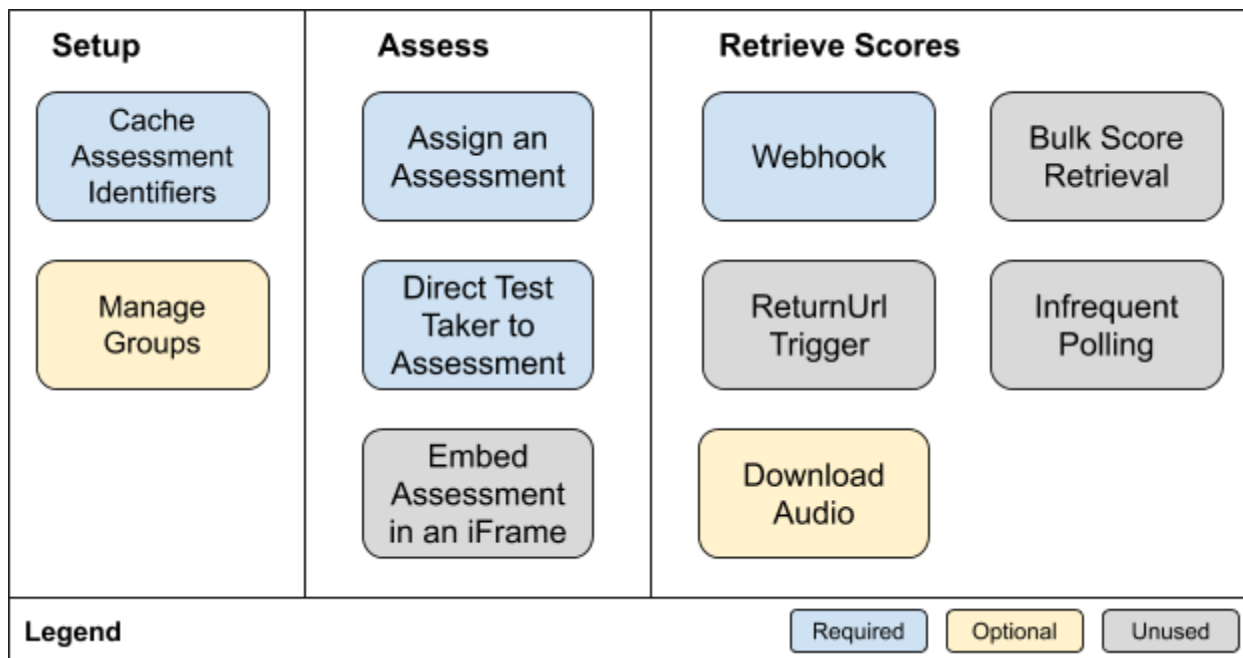 Setup
Cache
Assessment
Identifiers
Manage
Groups
Assess
Assign an
Assessment
Direct Test
Taker to
Assessment
Embed
Assessment
in an iFrame
Retrieve Scores
Webhook
Bulk Score
Retrieval
ReturnUrl
Trigger
Infrequent
Polling
Download
Audio
Legend
Required
Optional
Unused